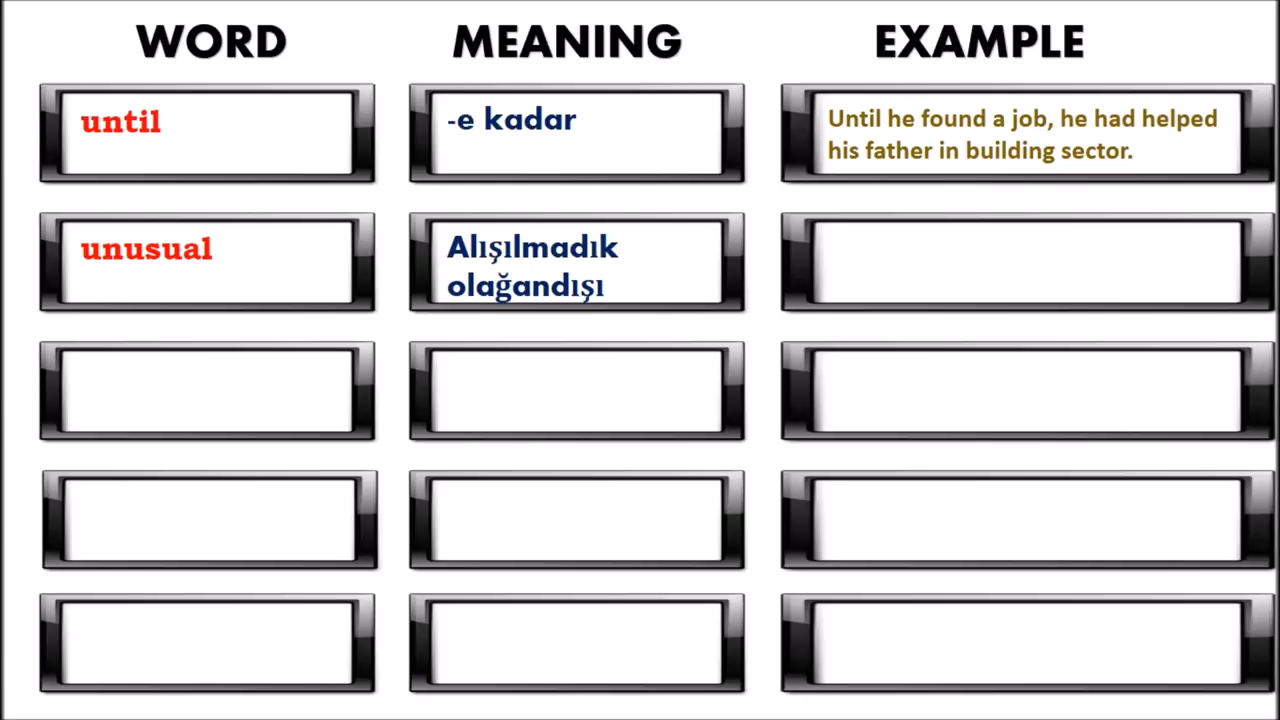 WORD MEANING EXAMPLE
until
-e kadar
Until he found a job, he had helped
his father in building sector.
unusual
Alışılmadık
olağandışı